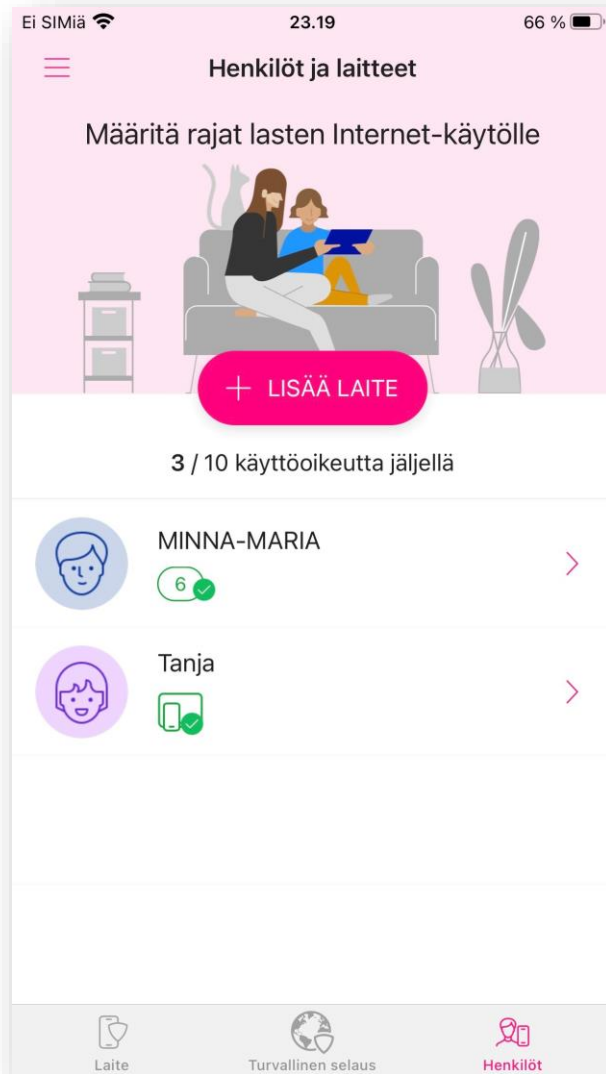 Ei SIMiä 23.19 66 %
Henkilöt ja laitteet
Määritä rajat lasten Internet-käytölle
+ LISÄÄ LAITE
3 / 10 käyttöoikeutta jäljellä
MINNA-MARIA
6
Tanja
Laite Turvallinen selaus Henkilöt